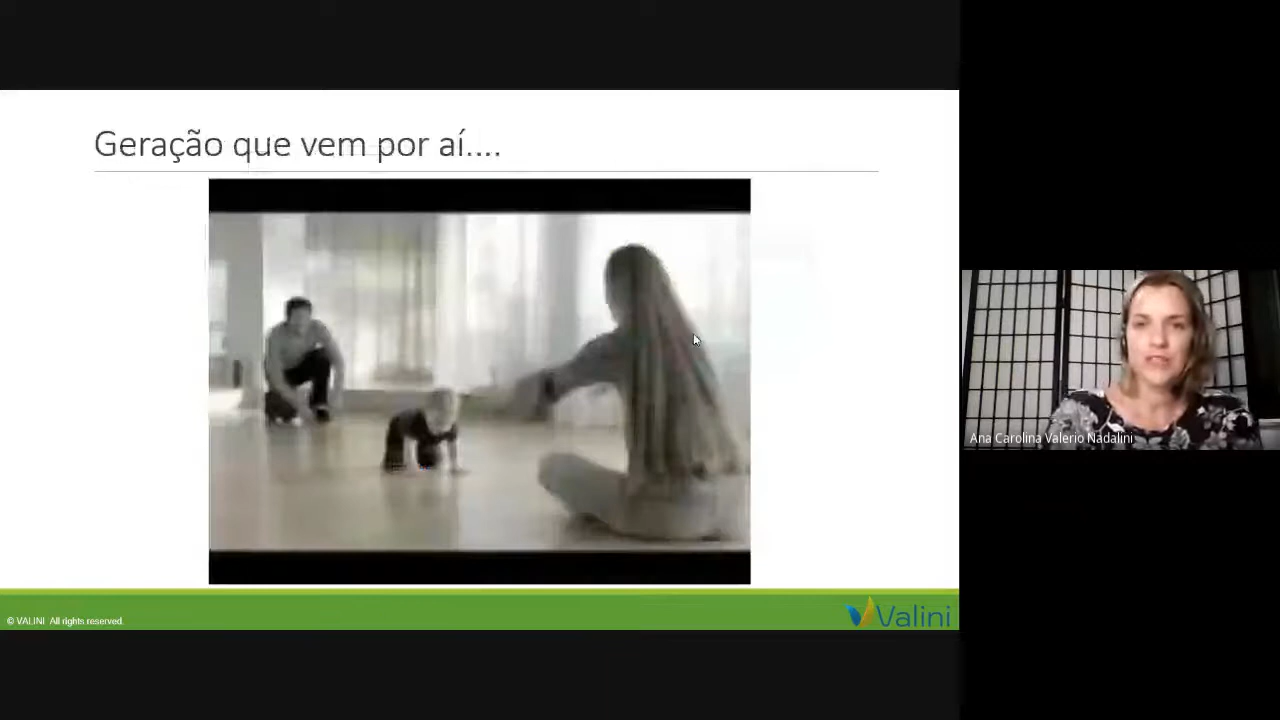 Geração que vem por aí....
Ana Carolina Valerio Nadalini
© VALINI All rights reserved.
Valini